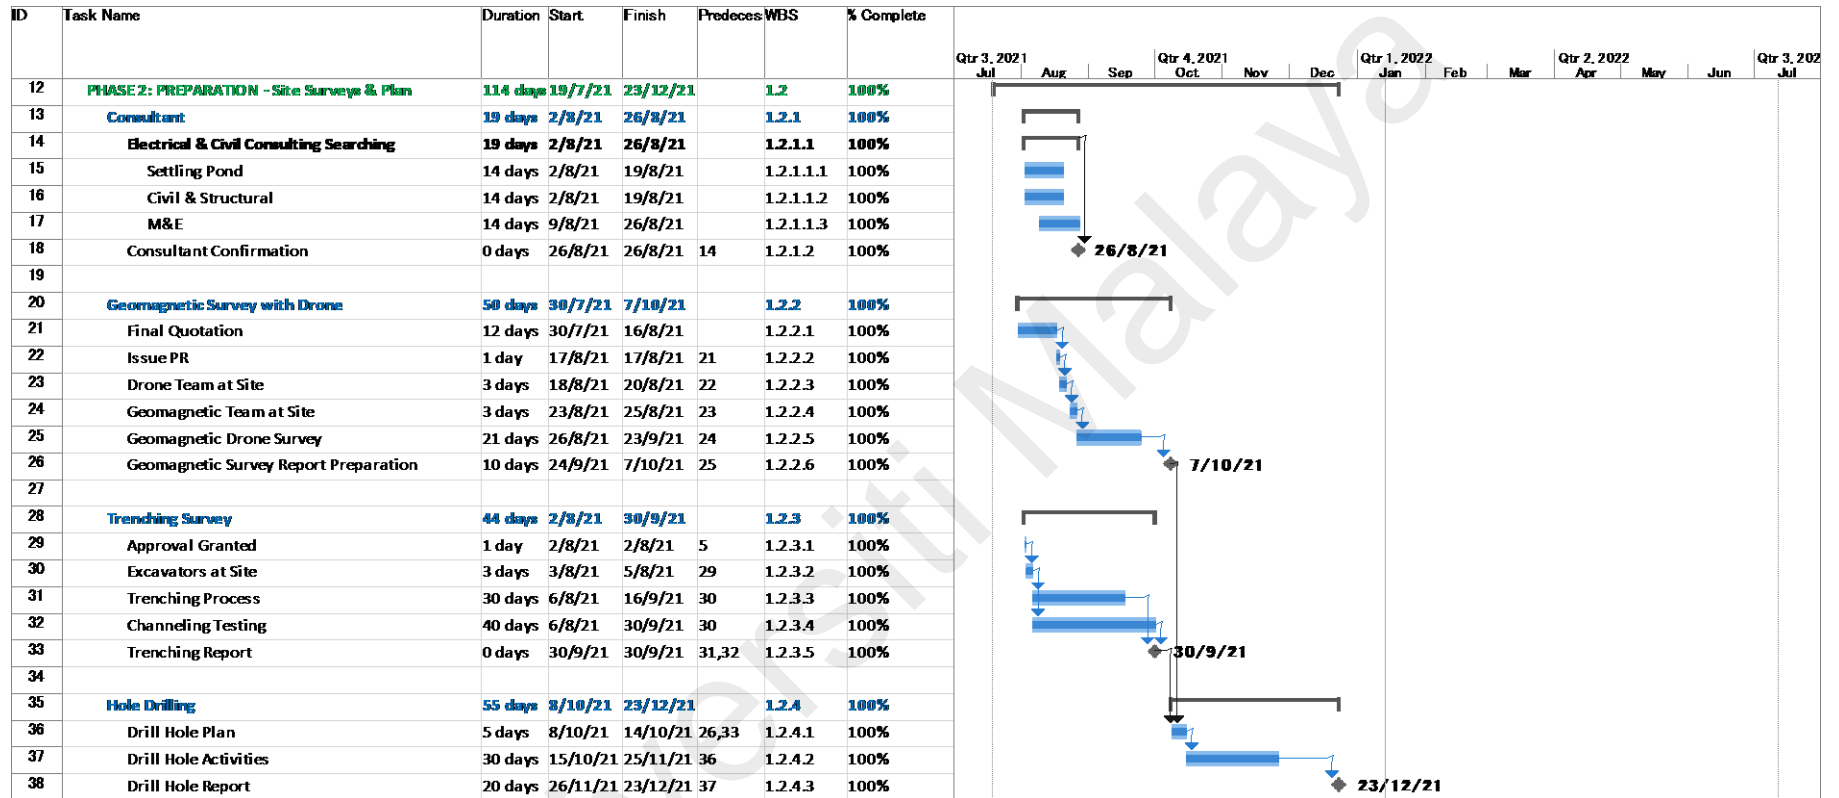 ID Task Name Duration Start Finish Predeces WBS % Complete
Qtr 3, 2021 Qtr 4, 2021 Qtr 1, 2022 Qtr 2, 2022 Qtr 3, 202
Jul Aug Sep Oct Nov Dec Jan Feb Mar Apr May Jun Jul
12 PHASE 2: PREPARATION - Site Surveys & Plan 114 days 19/7/21 23/12/21 1.2 100%
13 Consultant 19 days 2/8/21 26/8/21 1.2.1 100%
14 Electrical & Civil Consulting Searching 19 days 2/8/21 26/8/21 1.2.1.1 100%
15 Settling Pond 14 days 2/8/21 19/8/21 1.2.1.1.1 100%
16 Civil & Structural 14 days 2/8/21 19/8/21 1.2.1.1.2 100%
17 M&E 14 days 9/8/21 26/8/21 1.2.1.1.3 100%
18 Consultant Confirmation 0 days 26/8/21 26/8/21 14 1.2.1.2 100% 26/8/21
19
20 Geomagnetic Survey with Drone 50 days 30/7/21 7/10/21 1.2.2 100%
21 Final Quotation 12 days 30/7/21 16/8/21 1.2.2.1 100%
22 Issue PR 1 day 17/8/21 17/8/21 21 1.2.2.2 100%
23 Drone Team at Site 3 days 18/8/21 20/8/21 22 1.2.2.3 100%
24 Geomagnetic Team at Site 3 days 23/8/21 25/8/21 23 1.2.2.4 100%
25 Geomagnetic Drone Survey 21 days 26/8/21 23/9/21 24 1.2.2.5 100%
26 Geomagnetic Survey Report Preparation 10 days 24/9/21 7/10/21 25 1.2.2.6 100% 7/10/21
27
28 Trenching Survey 44 days 2/8/21 30/9/21 1.2.3 100%
29 Approval Granted 1 day 2/8/21 2/8/21 5 1.2.3.1 100%
30 Excavators at Site 3 days 3/8/21 5/8/21 29 1.2.3.2 100%
31 Trenching Process 30 days 6/8/21 16/9/21 30 1.2.3.3 100%
32 Channeling Testing 40 days 6/8/21 30/9/21 30 1.2.3.4 100%
33 Trenching Report 0 days 30/9/21 30/9/21 31,32 1.2.3.5 100% 30/9/21
34
35 Hole Drilling 55 days 8/10/21 23/12/21 1.2.4 100%
36 Drill Hole Plan 5 days 8/10/21 14/10/21 26,33 1.2.4.1 100%
37 Drill Hole Activities 30 days 15/10/21 25/11/21 36 1.2.4.2 100%
38 Drill Hole Report 20 days 26/11/21 23/12/21 37 1.2.4.3 100% 23/12/21
versiti Malaya